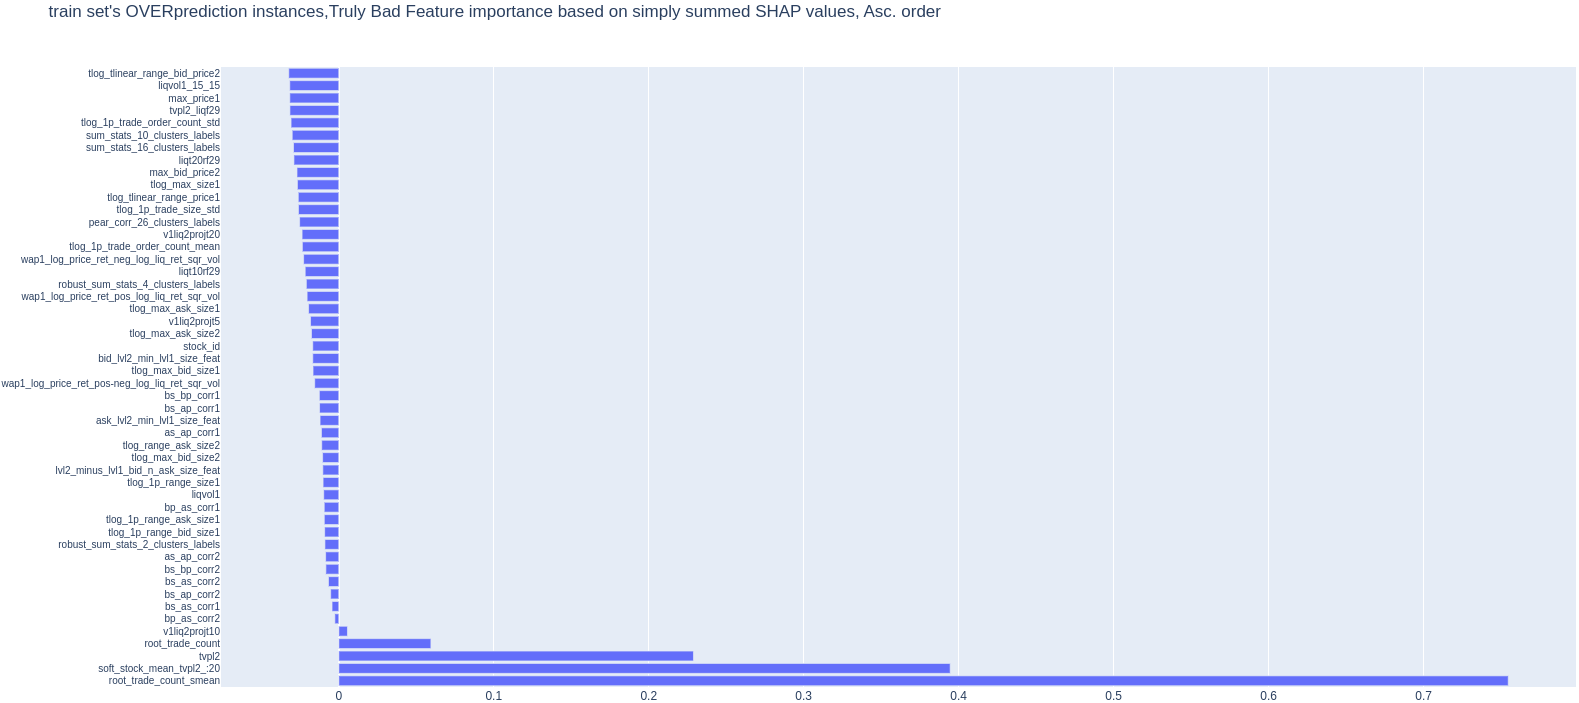 train set's OVERprediction instances,Truly Bad Feature importance based on simply summed SHAP values, Asc. order
tlog_tlinear_range_bid_price2
liqvol1_15_15
max_price1
tvpl2_liqf29
tlog_1p_trade_order_count_std
sum_stats_10_clusters_labels
sum_stats_16_clusters_labels
liqt20rf29
max_bid_price2
tlog_max_size1
tlog_tlinear_range_price1
tlog_1p_trade_size_std
pear_corr_26_clusters_labels
v1liq2projt20
tlog_1p_trade_order_count_mean
wap1_log_price_ret_neg_log_liq_ret_sqr_vol
liqt10rf29
robust_sum_stats_4_clusters_labels
wap1_log_price_ret_pos_log_liq_ret_sqr_vol
tlog_max_ask_size1
v1liq2projt5
tlog_max_ask_size2
stock_id
bid_lvl2_min_lvl1_size_feat
tlog_max_bid_size1
wap1_log_price_ret_pos-neg_log_liq_ret_sqr_vol
bs_bp_corr1
bs_ap_corr1
ask_lvl2_min_lvl1_size_feat
as_ap_corr1
tlog_range_ask_size2
tlog_max_bid_size2
lvl2_minus_lvl1_bid_n_ask_size_feat
tlog_1p_range_size1
liqvol1
bp_as_corr1
tlog_1p_range_ask_size1
tlog_1p_range_bid_size1
robust_sum_stats_2_clusters_labels
as_ap_corr2
bs_bp_corr2
bs_as_corr2
bs_ap_corr2
bs_as_corr1
bp_as_corr2
v1liq2projt10
root_trade_count
tvpl2
soft_stock_mean_tvpl2_:20
root_trade_count_smean
0 0.1 0.2 0.3 0.4 0.5 0.6 0.7